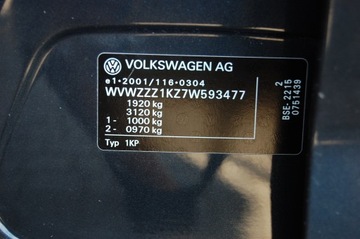 VOLKSWAGEN AG
e1*2001/116*0304
WVWZZZ1KZ7W593477
1920 kg
3120 kg
1- 1000 kg
2- 0970 kg
Typ 1KP
2
BSE-2215
0751439